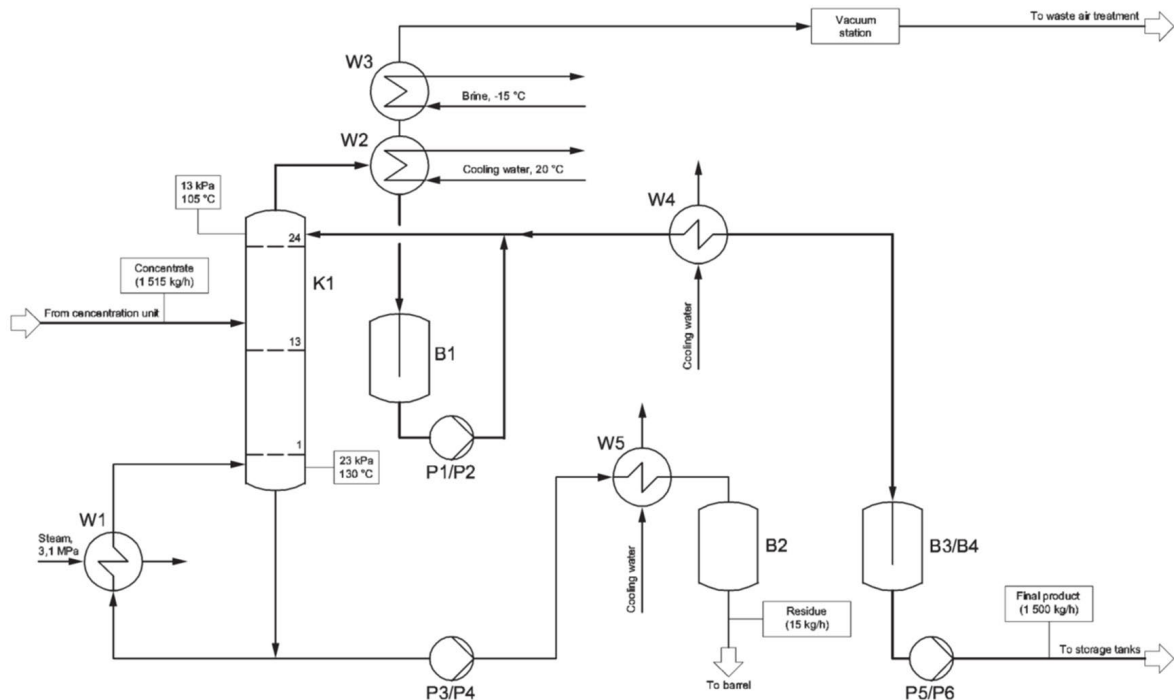 Vacuum
station
To waste air treatment
W3
Brine, -15 °C
W2
Cooling water, 20 °C
13 kPa
105 °C
W4
24
K1
Concentrate
(1 515 kg/h)
From concentration unit
13
Cooling water
B1
1
23 kPa
130 °C
P1/P2
W5
W1
Steam,
3,1 MPa
B2
B3/B4
Cooling water
Residue
(15 kg/h)
Final product
(1 500 kg/h)
To storage tanks
P3/P4
To barrel
P5/P6